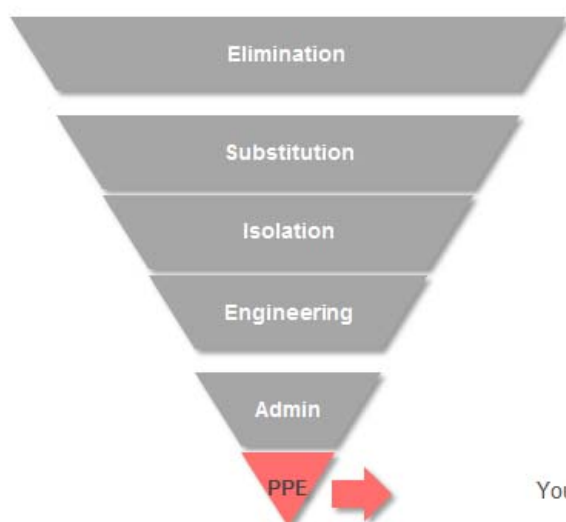 Elimination
Substitution
Isolation
Engineering
Admin
PPE